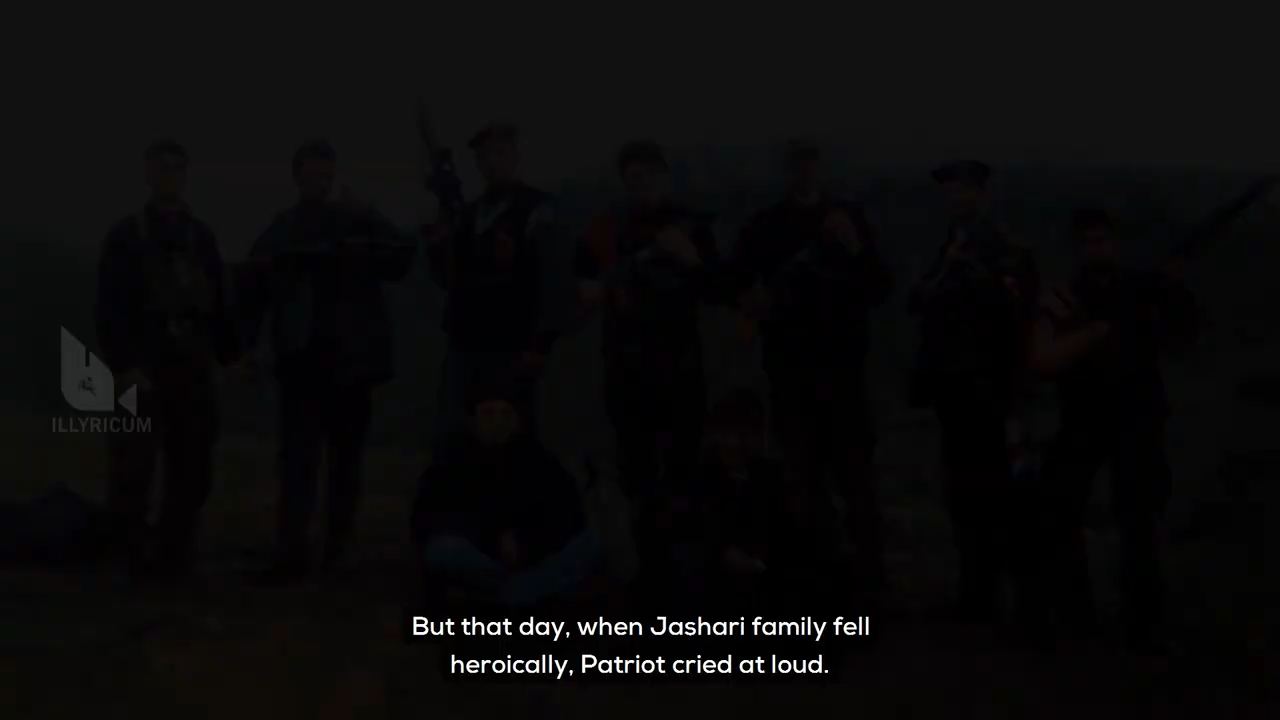 ILLYRICUM
But that day, when Jashari family fell
heroically, Patriot cried at loud.